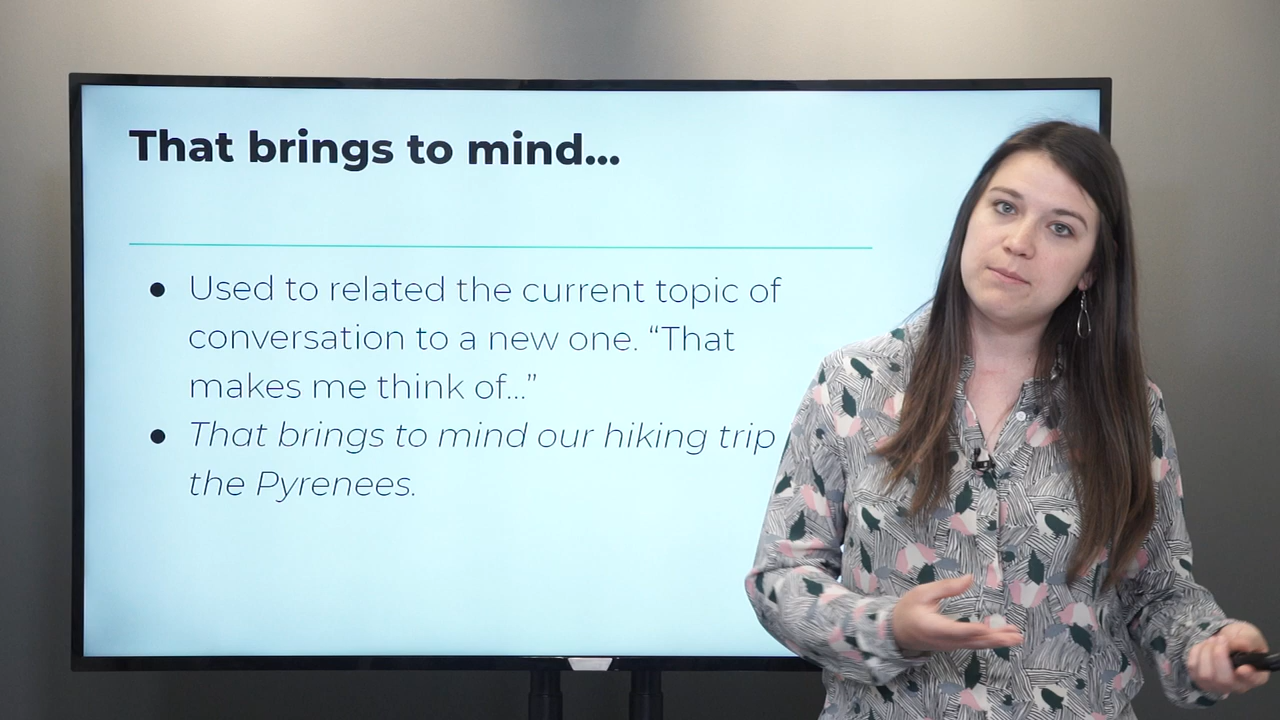 That brings to mind...
Used to related the current topic of
conversation to a new one. “That
makes me think of...”
That brings to mind our hiking trip
the Pyrenees.